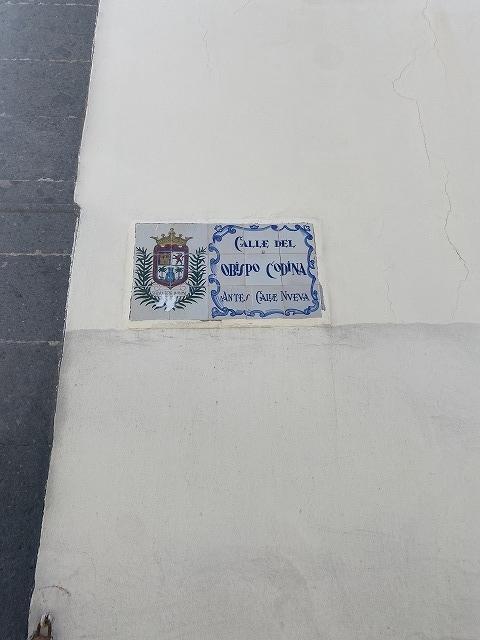 CALLE DEL
OBISPO CODINA
ANTES CALLE NUEVA